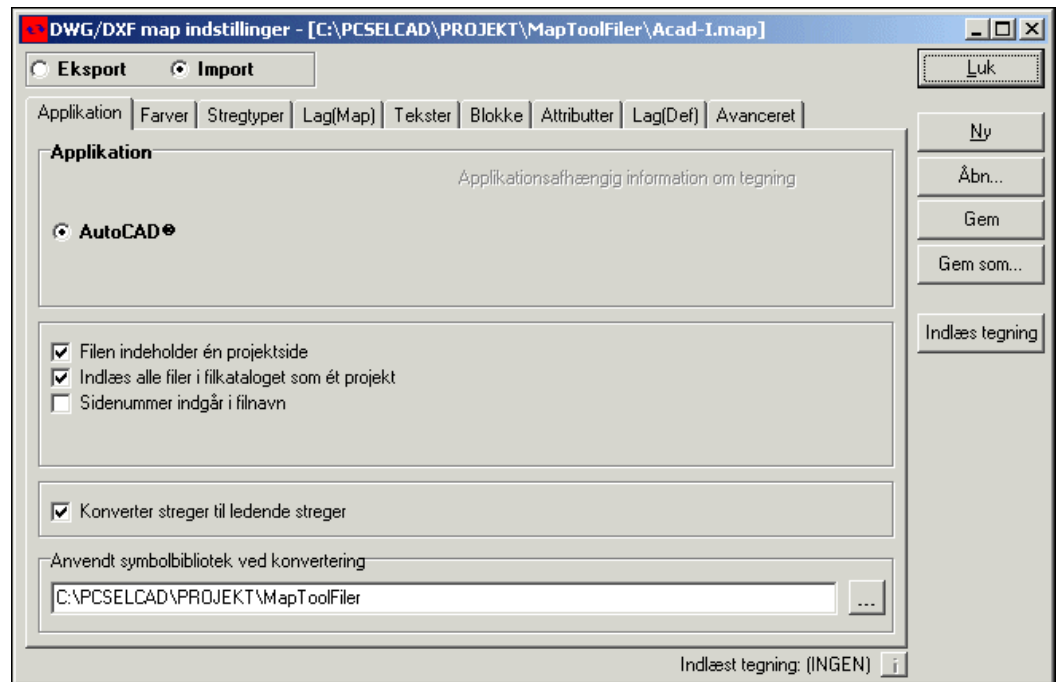 DWG/DXF map indstillinger - [C:\PCSELCAD\PROJEKT\MapToolFiler\Acad-I.map]
Eksport Import
Luk
Applikation Farver Stregtyper Lag(Map) Tekster Blokke Attributter Lag(Def) Avanceret
Ny
Applikation
Applikationsafhængig information om tegning
Åbn...
AutoCAD®
Gem
Gem som...
Indlæs tegning
Filen indeholder én projektside
Indlæs alle filer i filkataloget som ét projekt
Sidenummer indgår i filnavn
Konverter streger til ledende streger
Anvendt symbolbibliotek ved konvertering
C:\PCSELCAD\PROJEKT\MapToolFiler
...
Indlæst tegning: (INGEN) i